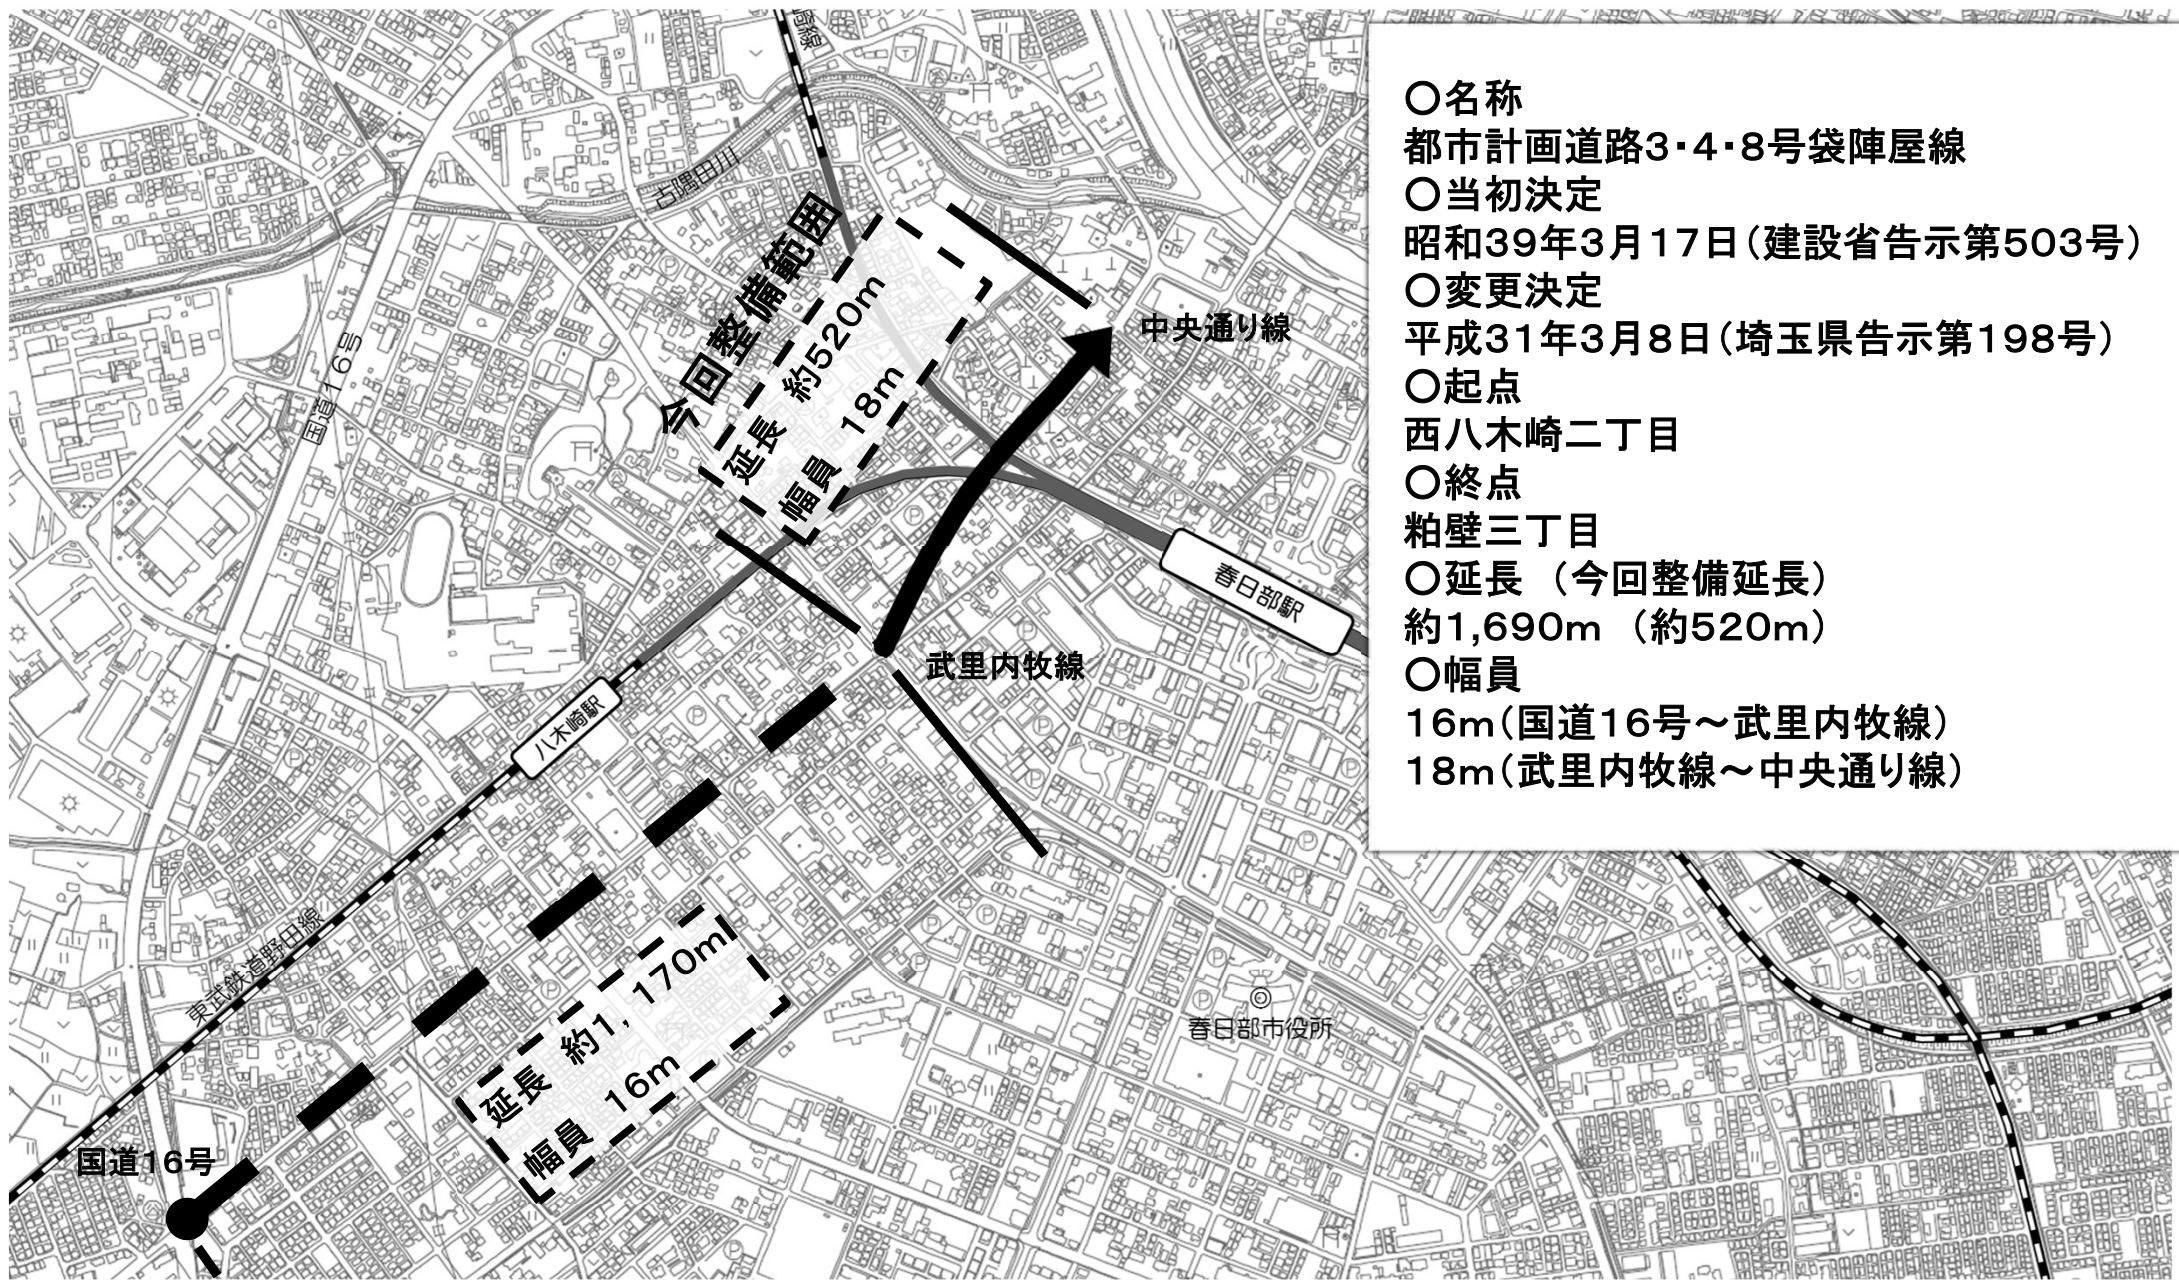 ○名称
都市計画道路3・4・8号袋陣屋線
○当初決定
昭和39年3月17日（建設省告示第503号）
○変更決定
平成31年3月8日（埼玉県告示第198号）
○起点
西八木崎二丁目
○終点
粕壁三丁目
○延長　（今回整備延長）
約1,690m　（約520m）
○幅員
16m（国道16号～武里内牧線）
18m（武里内牧線～中央通り線）
古隅田川
今回整備範囲
延長　約520m
幅員　18m
中央通り線
国道16号
春日部駅
武里内牧線
八木崎駅
東武鉄道野田線
延長　約1，170m
幅員　16m
春日部市役所
国道16号